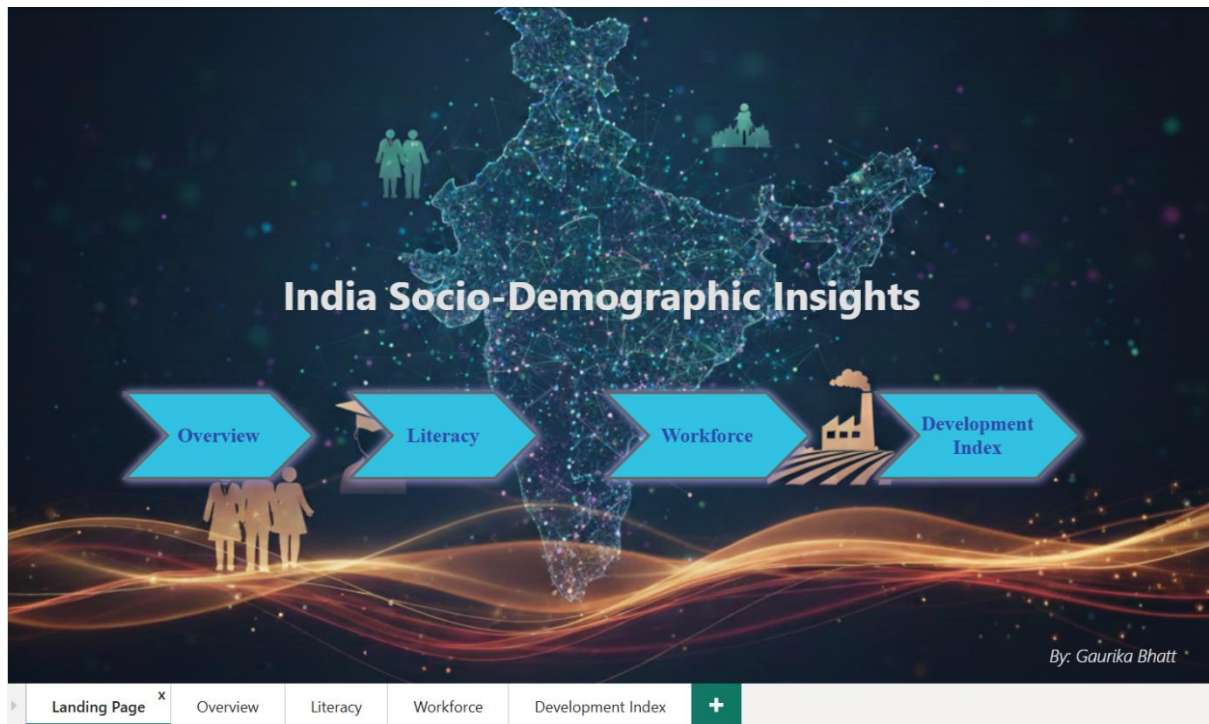 India Socio-Demographic Insights
Overview
Literacy
Workforce
Development
Index
By: Gaurika Bhatt
Landing Page x
Overview
Literacy
Workforce
Development Index
+